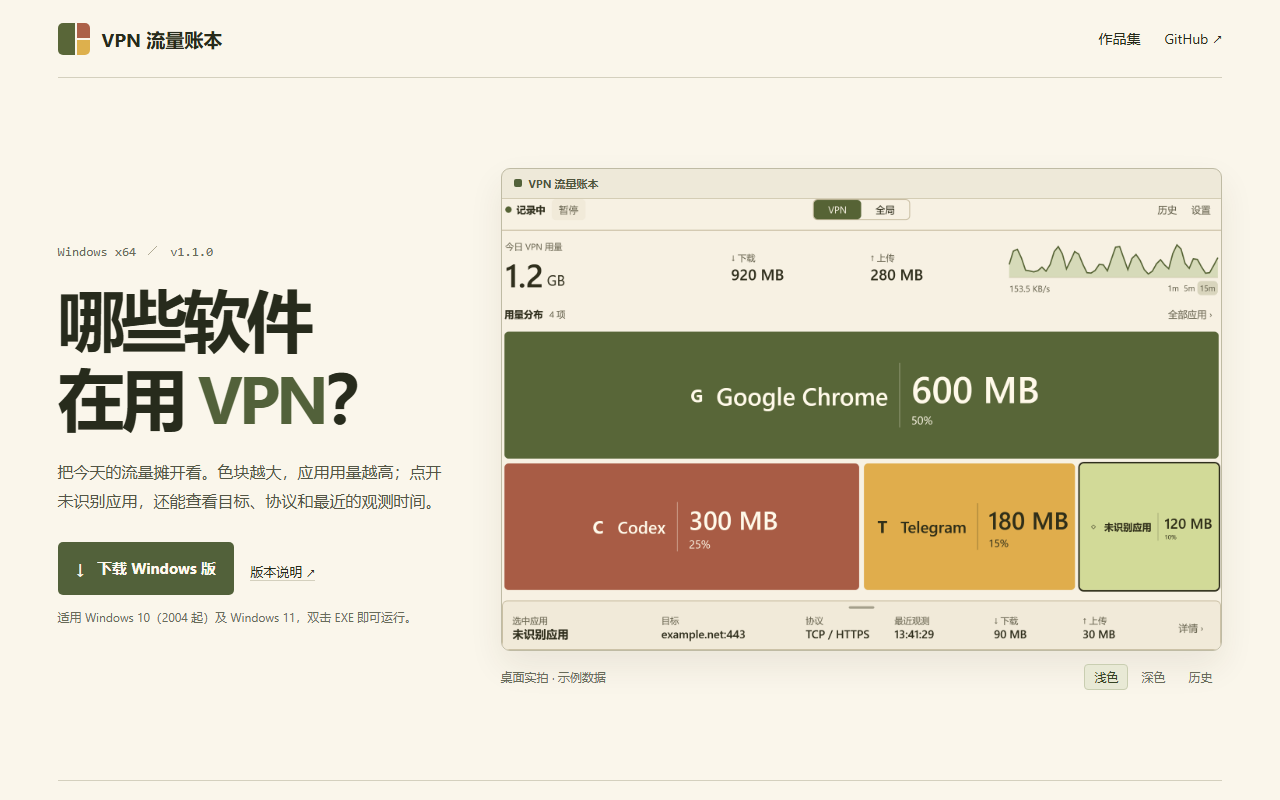 VPN 流量账本
作品集
GitHub ↗
Windows x64 ／ v1.1.0
哪些软件
在用 VPN？
把今天的流量摊开看。色块越大，应用用量越高；点开
未识别应用，还能查看目标、协议和最近的观测时间。
↓ 下载 Windows 版
版本说明 ↗
适用 Windows 10（2004 起）及 Windows 11，双击 EXE 即可运行。
VPN 流量账本
记录中
暂停
VPN
全局
历史
设置
今日 VPN 用量
1.2 GB
↓ 下载
920 MB
↑ 上传
280 MB
153.5 KB/s
1m 5m 15m
用量分布 4 项
全部应用 ›
G Google Chrome
600 MB
50%
C Codex
300 MB
25%
T Telegram
180 MB
15%
未识别应用
120 MB
10%
选中应用
未识别应用
目标
example.net:443
协议
TCP / HTTPS
最近观测
13:41:29
↓ 下载
90 MB
↑ 上传
30 MB
详情 ›
桌面实拍 · 示例数据
浅色
深色
历史